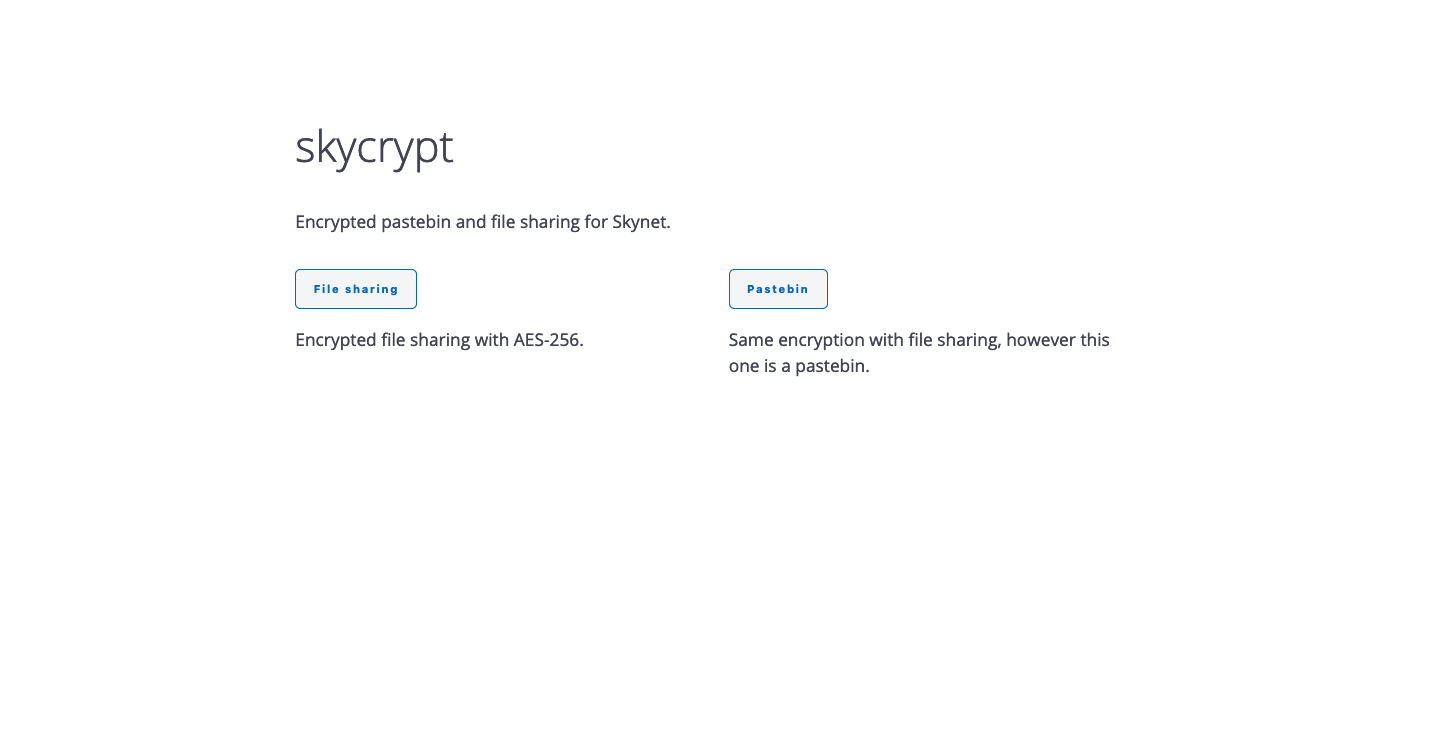 skycrypt
Encrypted pastebin and file sharing for Skynet.
File sharing
Encrypted file sharing with AES-256.
Pastebin
Same encryption with file sharing, however this
one is a pastebin.